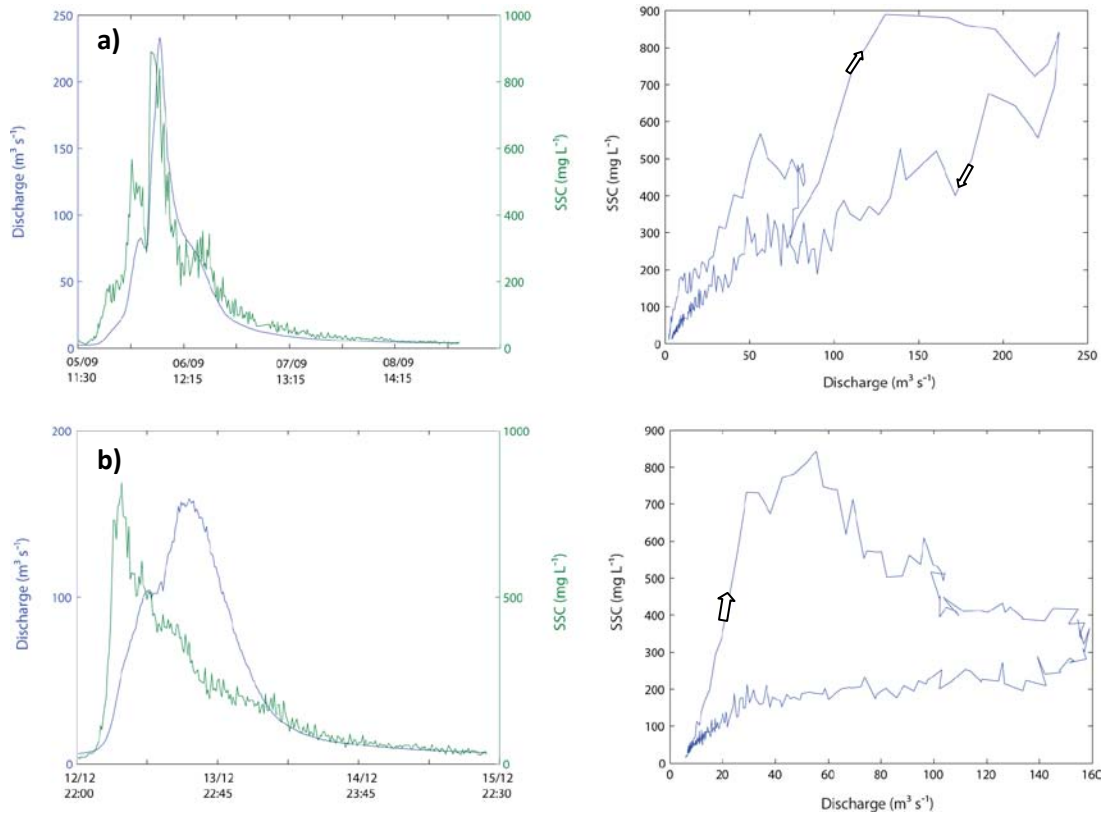 a)
250
200
150
100
50
0
Discharge (m³ s⁻¹)
1000
800
600
400
200
0
SSC (mg L⁻¹)
05/09 06/09 07/09 08/09
11:30 12:15 13:15 14:15
900
800
700
600
500
400
300
200
100
0
SSC (mg L⁻¹)
0 50 100 150 200 250
Discharge (m³ s⁻¹)
b)
200
100
0
Discharge (m³ s⁻¹)
1000
500
0
SSC (mg L⁻¹)
12/12 13/12 14/12 15/12
22:00 22:45 23:45 22:30
900
800
700
600
500
400
300
200
100
0
SSC (mg L⁻¹)
0 20 40 60 80 100 120 140 160
Discharge (m³ s⁻¹)